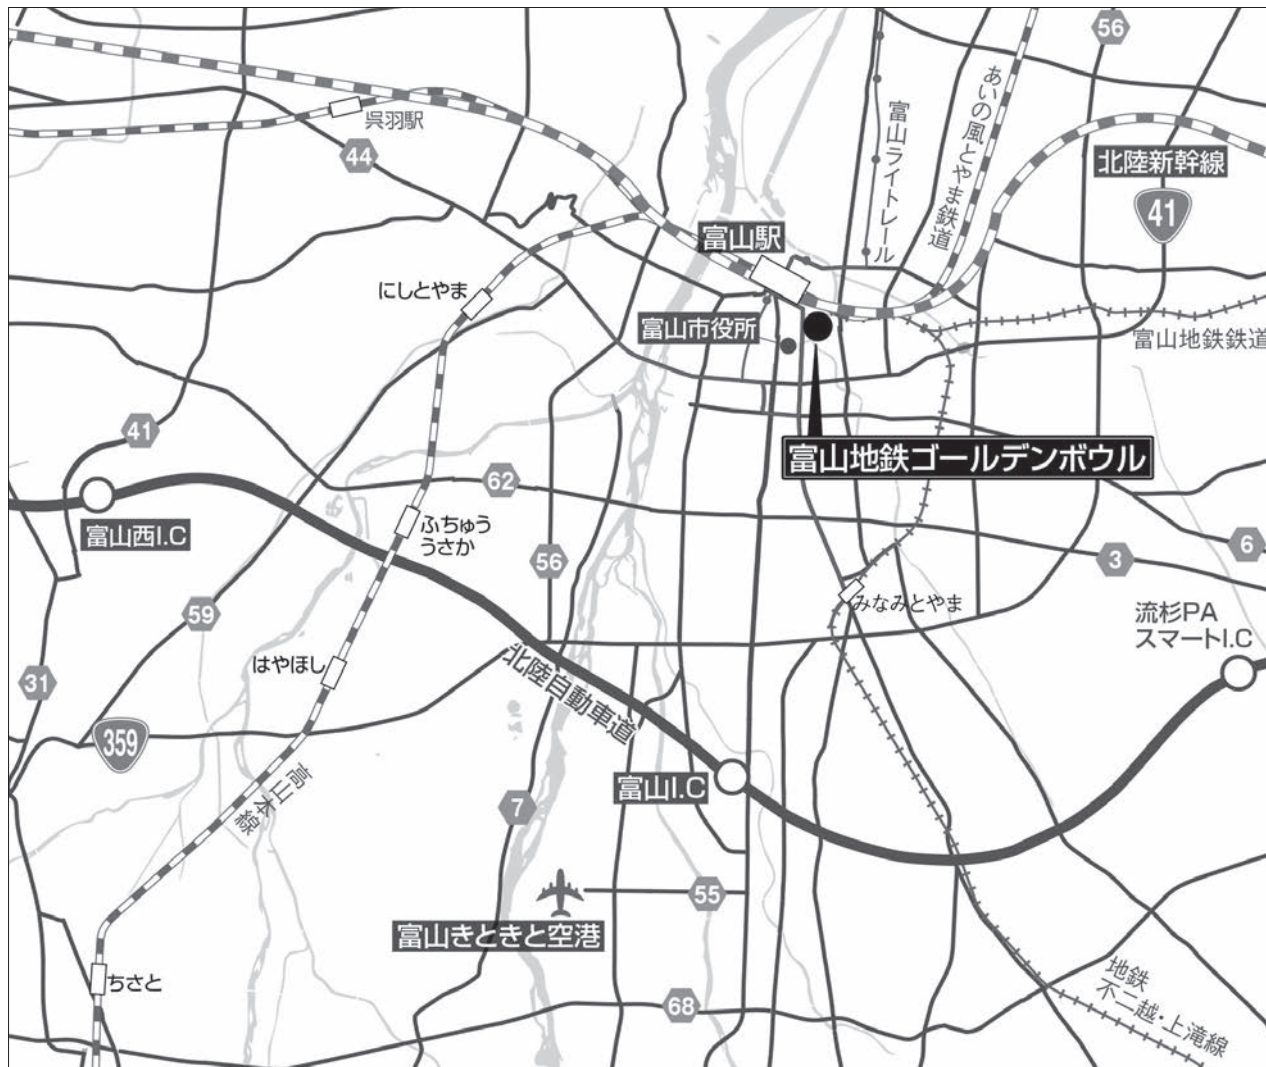 56
呉羽駅
44
富山ライトレール
あいの風とやま鉄道
北陸新幹線
41
富山駅
にしとやま
富山市役所
富山地鉄鉄道
41
富山地鉄ゴールデンボウル
62
富山西I.C
ふちゅう
うさか
56
3
6
59
みなみとやま
流杉PA
スマートI.C
はやほし
31
北陸自動車道
359
富山I.C
高山本線
7
55
富山きときと空港
ちさと
68
地鉄
不二越・上滝線